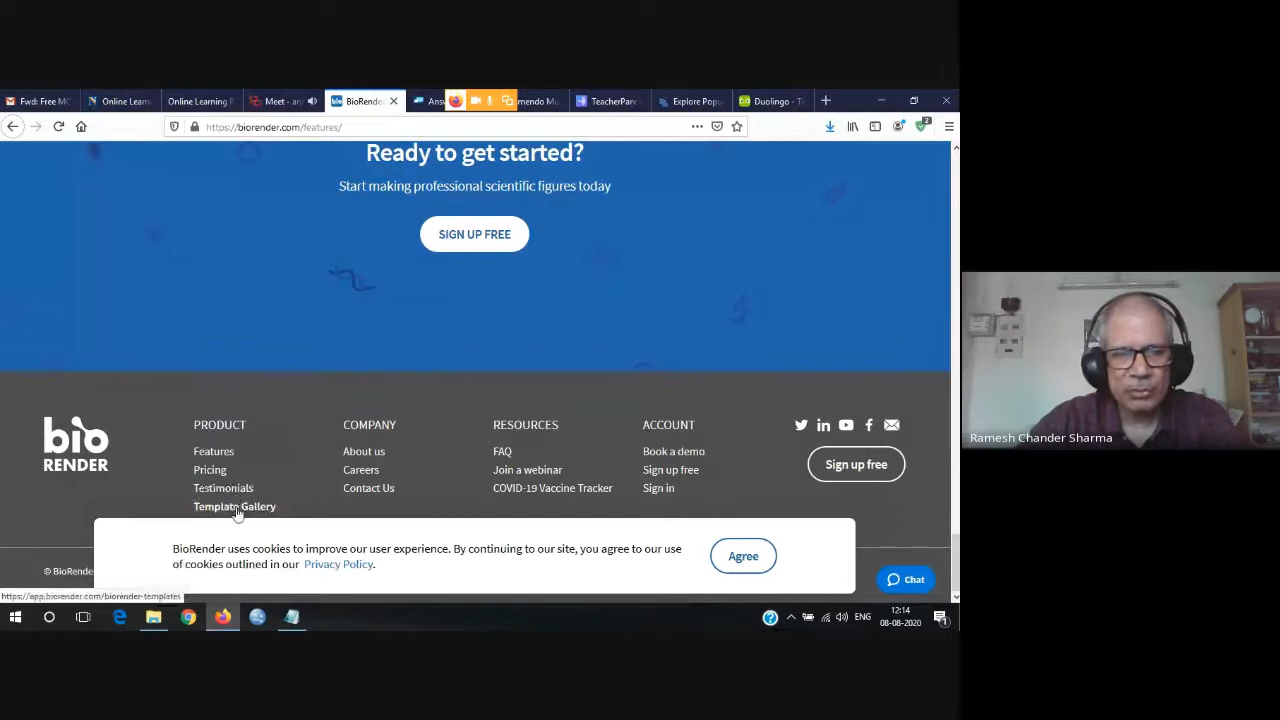 Fwd: Free MC
Online Learn
Online Learning F
Meet - an
BioRende
Ans
mendo Mu
TeacherParv
Explore Popu
Duolingo - T
https://biorender.com/features/
2
Ready to get started?
Start making professional scientific figures today
SIGN UP FREE
bio
RENDER
PRODUCT
Features
Pricing
Testimonials
Template Gallery
COMPANY
About us
Careers
Contact Us
RESOURCES
FAQ
Join a webinar
COVID-19 Vaccine Tracker
ACCOUNT
Book a demo
Sign up free
Sign in
Sign up free
BioRender uses cookies to improve our user experience. By continuing to our site, you agree to our use
of cookies outlined in our Privacy Policy.
Agree
© BioRende
Chat
https://app.biorender.com/biorender-templates
ENG
12:14
08-08-2020
Ramesh Chander Sharma